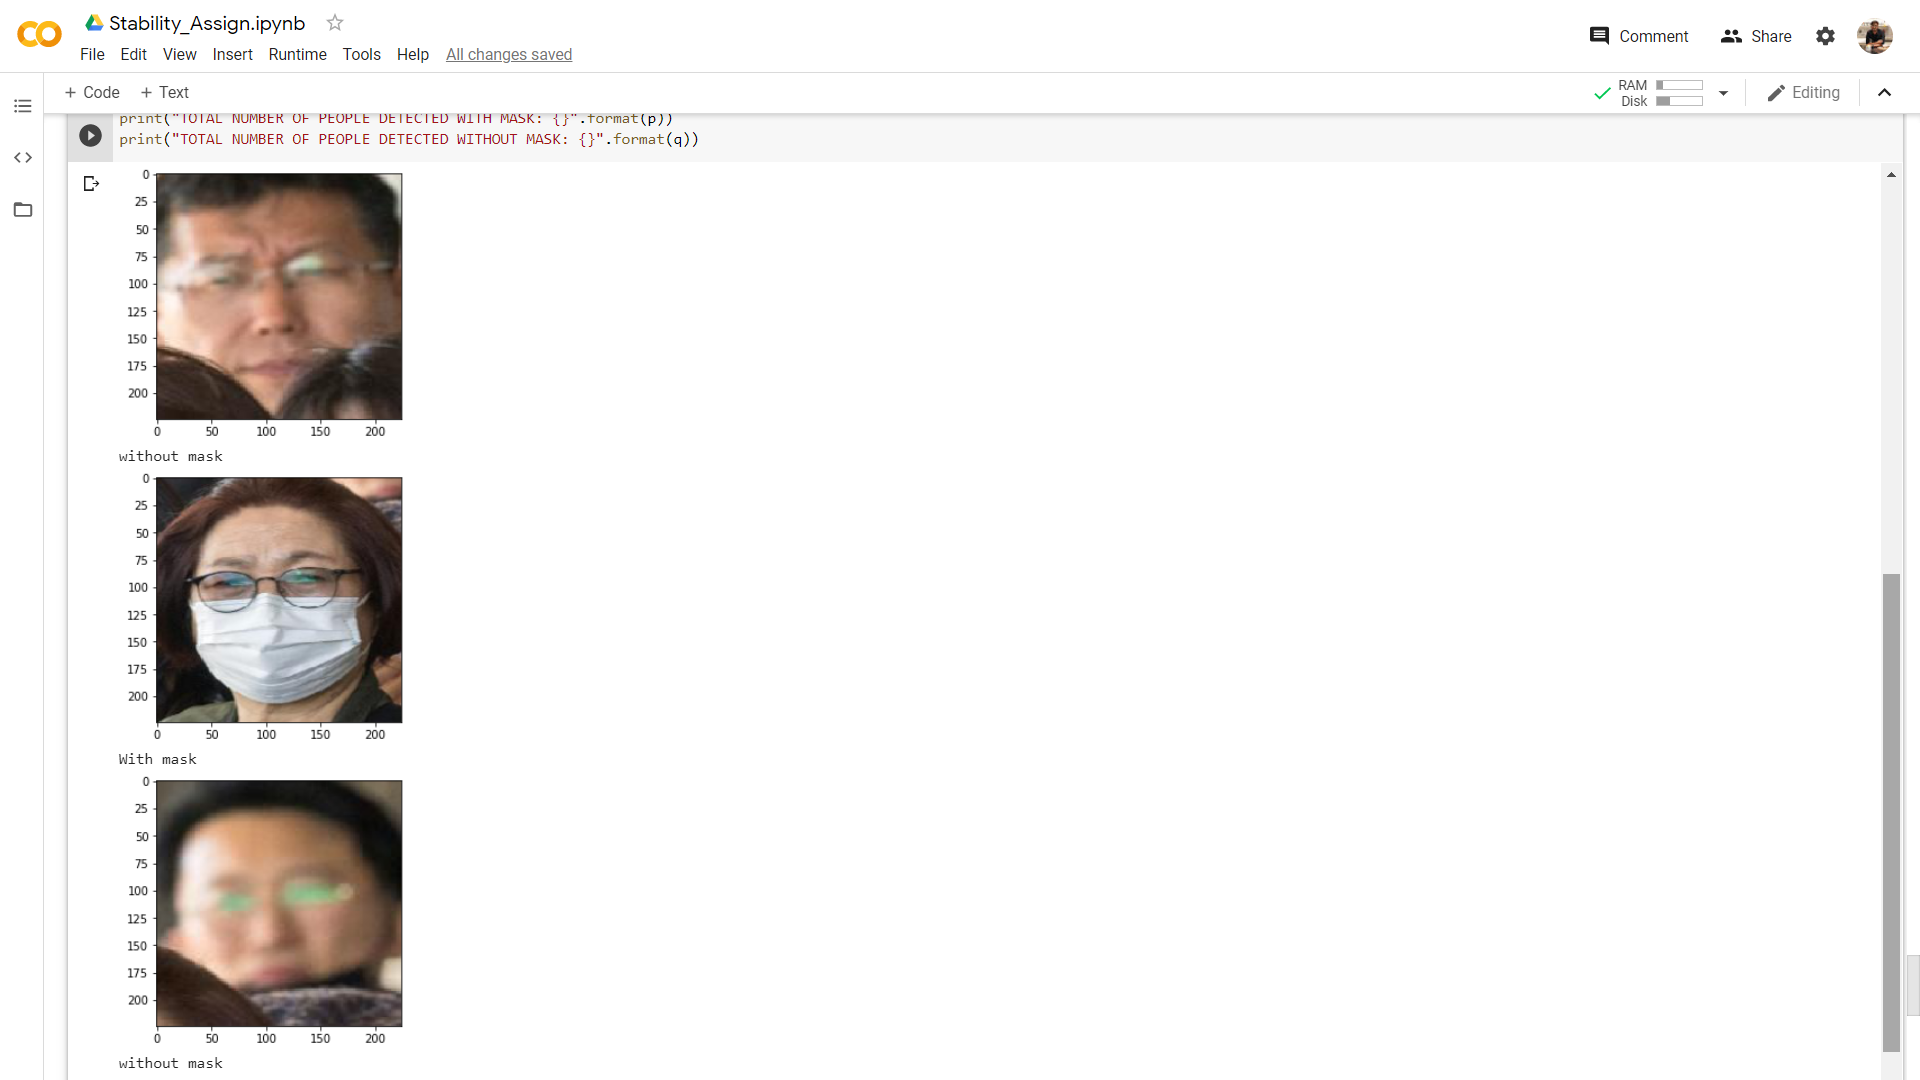 Stability_Assign.ipynb
File Edit View Insert Runtime Tools Help All changes saved
Comment Share
+ Code + Text
RAM
Disk
Editing
print("TOTAL NUMBER OF PEOPLE DETECTED WITH MASK: {}".format(p))
print("TOTAL NUMBER OF PEOPLE DETECTED WITHOUT MASK: {}".format(q))
0
25
50
75
100
125
150
175
200
0 50 100 150 200
without mask
0
25
50
75
100
125
150
175
200
0 50 100 150 200
With mask
0
25
50
75
100
125
150
175
200
0 50 100 150 200
without mask